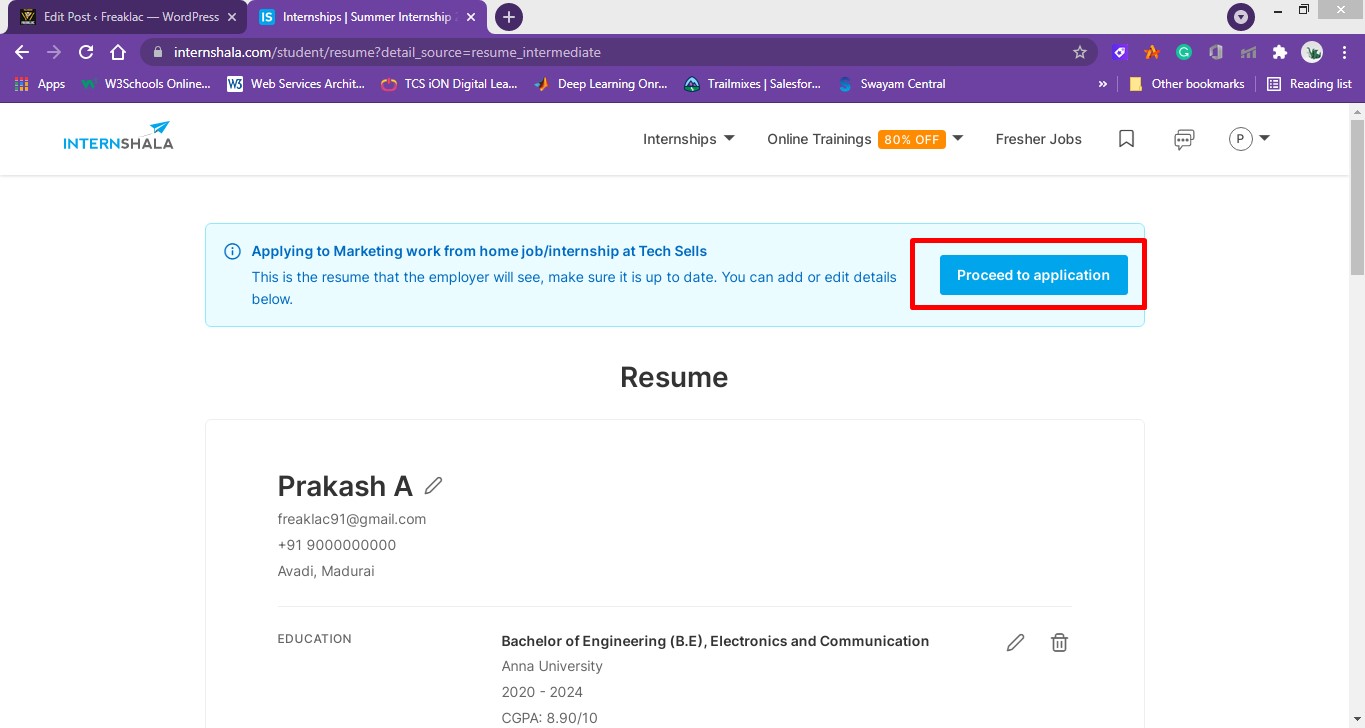 Edit Post ‹ Freaklac — WordPress
IS Internships | Summer Internship
internshala.com/student/resume?detail_source=resume_intermediate
Apps
W3Schools Online...
W3 Web Services Archit...
TCS iON Digital Lea...
Deep Learning Onr...
Trailmixes | Salesfor...
Swayam Central
»
Other bookmarks
Reading list
INTERNSHALA
Internships
Online Trainings 80% OFF
Fresher Jobs
P
Applying to Marketing work from home job/internship at Tech Sells
This is the resume that the employer will see, make sure it is up to date. You can add or edit details
below.
Proceed to application
Resume
Prakash A
freaklac91@gmail.com
+91 9000000000
Avadi, Madurai
EDUCATION
Bachelor of Engineering (B.E), Electronics and Communication
Anna University
2020 - 2024
CGPA: 8.90/10